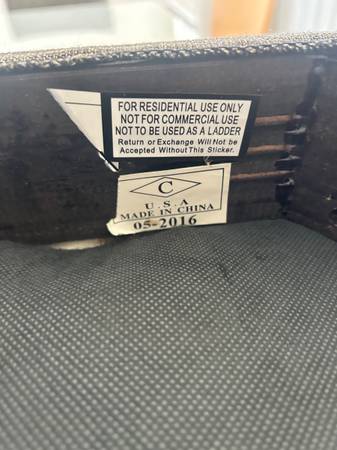 FOR RESIDENTIAL USE ONLY
NOT FOR COMMERCIAL USE
NOT TO BE USED AS A LADDER
Return or Exchange Will Not be
Accepted Without This Sticker.
C
U.S.A
MADE IN CHINA
05-2016